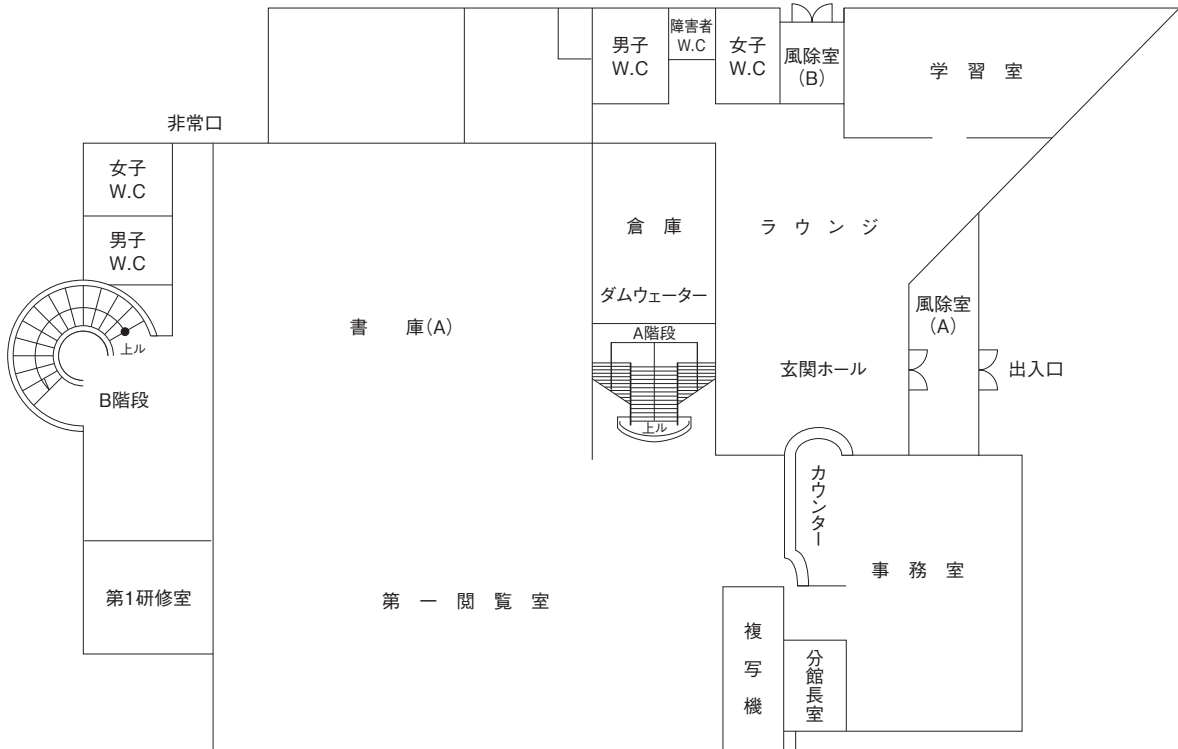 男子
W.C
障害者
W.C
女子
W.C
風除室
(B)
学習室
非常口
女子
W.C
男子
W.C
倉庫
ラウンジ
ダムウェーター
風除室
(A)
書庫(A)
A階段
上ル
B階段
玄関ホール
出入口
上ル
カウンター
事務室
第1研修室
第一閲覧室
複写機
分館長室